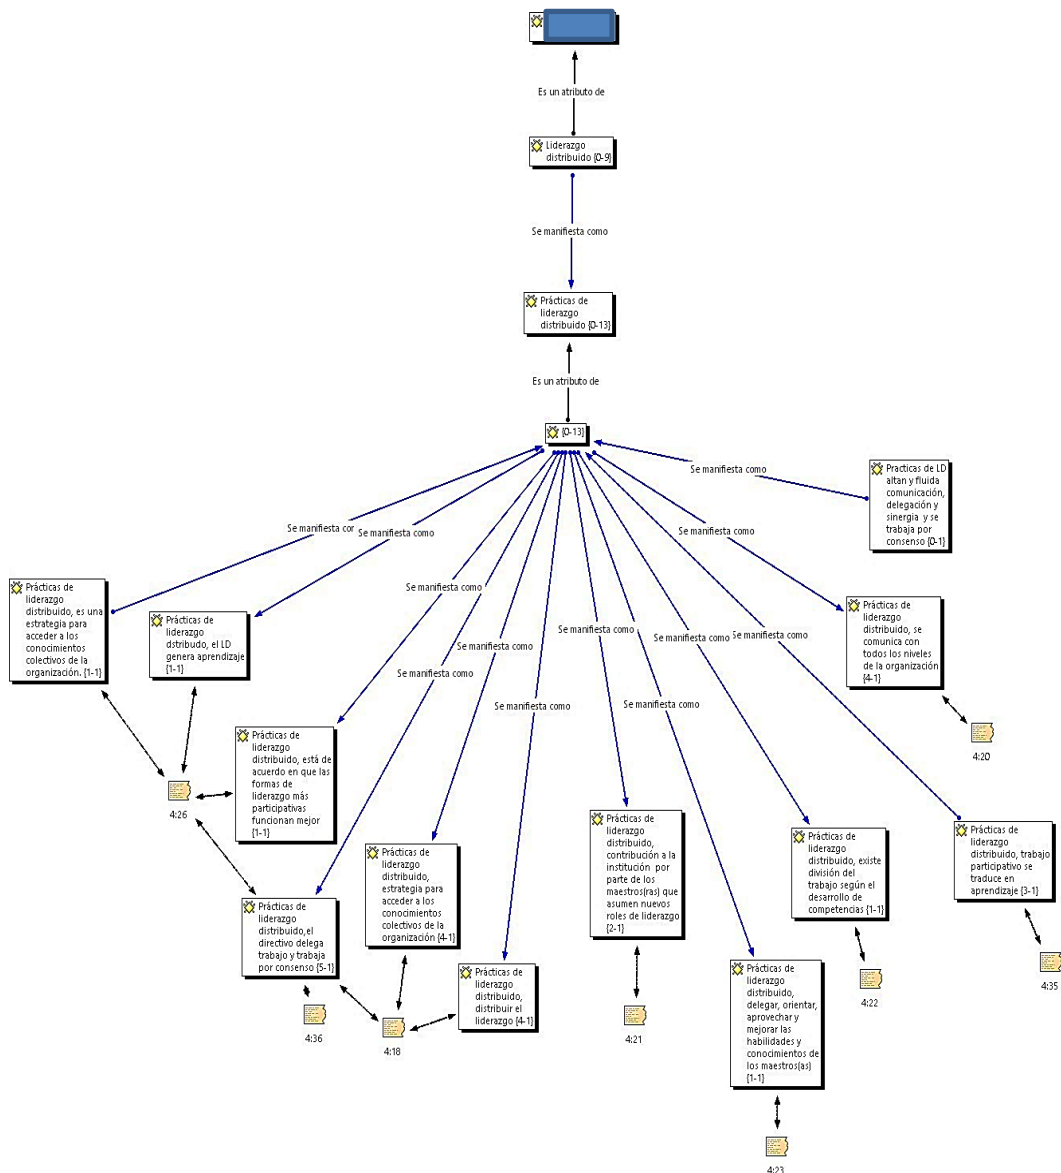 Es un atributo de
Liderazgo
distribuido {0-9}
Se manifiesta como
Prácticas de
liderazgo
distribuido {0-13}
Es un atributo de
{0-13}
Se manifiesta como
Practicas de LD
altan y fluida
comunicación,
delegación y
sinergia y se
trabaja por
consenso {0-1}
Se manifiesta como
Se manifiesta cor
Se manifiesta como
Prácticas de
liderazgo
distribuido, es una
estrategia para
acceder a los
conocimientos
colectivos de la
organización. {1-1}
Prácticas de
liderazgo
dstribudo, el LD
genera aprendizaje
{1-1}
Se manifiesta como
Prácticas de
liderazgo
distribuido, se
comunica con
todos los niveles
de la organización
{4-1}
Se manifiesta como
Se manifiesta como
Se manifiesta como
Se manifiesta como
Se manifiesta como
Se manifiesta como
Se manifiesta como
Se manifiesta como
4:20
Prácticas de
liderazgo
distribuido, está de
acuerdo en que las
formas de
liderazgo más
participativas
funcionan mejor
{1-1}
4:26
Prácticas de
liderazgo
distribuido,
estrategia para
acceder a los
conocimientos
colectivos de la
organización {4-1}
Prácticas de
liderazgo
distribuido,
contribución a la
institución por
parte de los
maestros(ras) que
asumen nuevos
roles de liderazgo
{2-1}
Prácticas de
liderazgo
distribuido, existe
división del
trabajo según el
desarrollo de
competencias {1-1}
Prácticas de
liderazgo
distribuido, trabajo
participativo se
traduce en
aprendizaje {3-1}
Prácticas de
liderazgo
distribuido,el
directivo delega
trabajo y trabaja
por consenso {5-1}
Prácticas de
liderazgo
distribuido,
distribuir el
liderazgo {4-1}
Prácticas de
liderazgo
distribuido,
delegar, orientar,
aprovechar y
mejorar las
habilidades y
conocimientos de
los maestros(as)
{1-1}
4:36
4:18
4:21
4:22
4:35
4:23